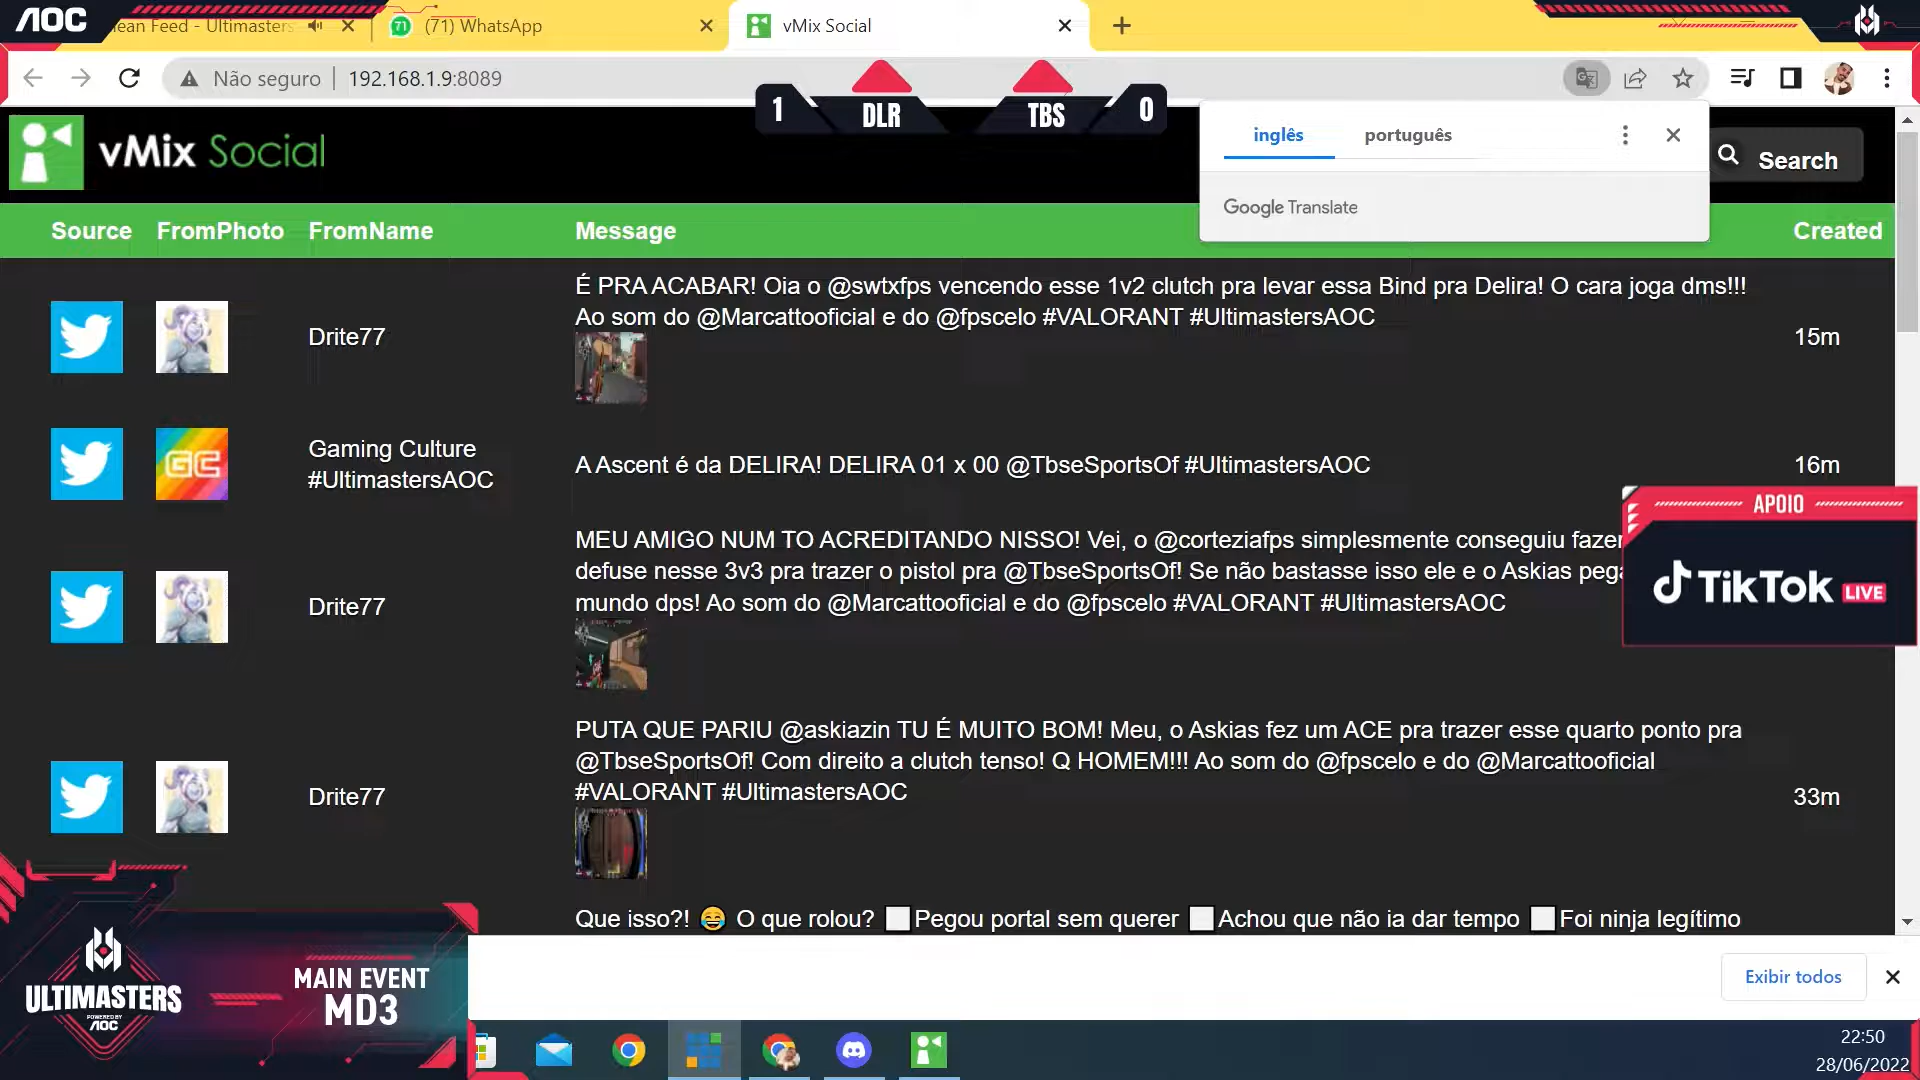 AOC
ean Feed - Ultimasters
71
(71) WhatsApp
vMix Social
Não seguro
192.168.1.9:8089
1
DLR
TBS
0
vMix Social
inglês
português
Google Translate
Search
Source
FromPhoto
FromName
Message
Created
É PRA ACABAR! Oia o @swtxfps vencendo esse 1v2 clutch pra levar essa Bind pra Delira! O cara joga dms!!!
Ao som do @Marcattooficial e do @fpscelo #VALORANT #UltimastersAOC
Drite77
15m
GC
Gaming Culture
#UltimastersAOC
A Ascent é da DELIRA! DELIRA 01 x 00 @TbseSportsOf #UltimastersAOC
16m
MEU AMIGO NUM TO ACREDITANDO NISSO! Vei, o @corteziafps simplesmente conseguiu fazer
defuse nesse 3v3 pra trazer o pistol pra @TbseSportsOf! Se não bastasse isso ele e o Askias pega
mundo dps! Ao som do @Marcattooficial e do @fpscelo #VALORANT #UltimastersAOC
Drite77
APOIO
TikTok LIVE
PUTA QUE PARIU @askiazin TU É MUITO BOM! Meu, o Askias fez um ACE pra trazer esse quarto ponto pra
@TbseSportsOf! Com direito a clutch tenso! Q HOMEM!!! Ao som do @fpscelo e do @Marcattooficial
#VALORANT #UltimastersAOC
Drite77
33m
Que isso?! 😂 O que rolou? Pegou portal sem querer Achou que não ia dar tempo Foi ninja legítimo
ULTIMASTERS
POWERED BY
AOC
MAIN EVENT
MD3
Exibir todos
22:50
28/06/2022